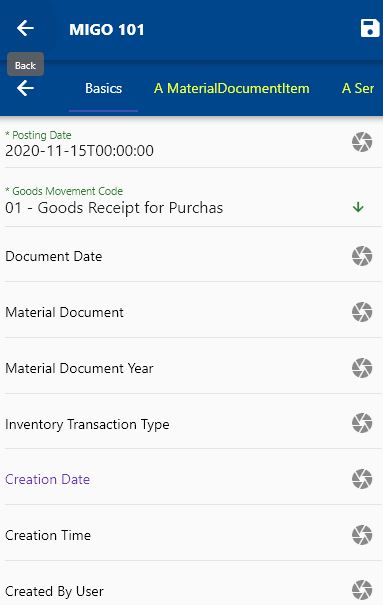 MIGO 101
Back
Basics
A MaterialDocumentItem
A Ser
* Posting Date
2020-11-15T00:00:00
* Goods Movement Code
01 - Goods Receipt for Purchas
Document Date
Material Document
Material Document Year
Inventory Transaction Type
Creation Date
Creation Time
Created By User